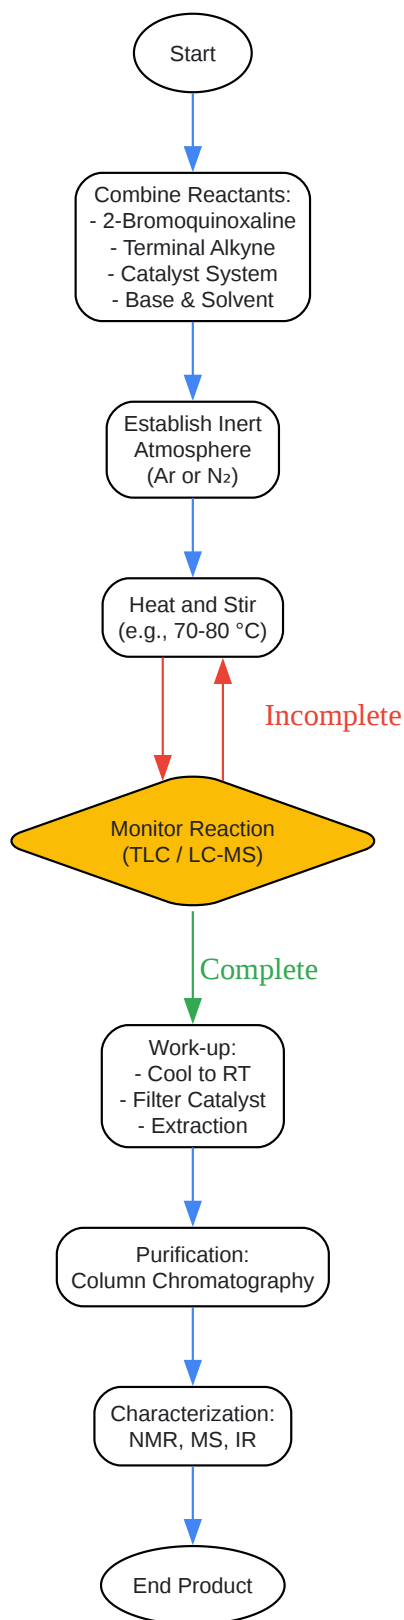 Start
Combine Reactants:
- 2-Bromoquinoxaline
- Terminal Alkyne
- Catalyst System
- Base & Solvent
Establish Inert
Atmosphere
(Ar or N₂)
Heat and Stir
(e.g., 70-80 °C)
Incomplete
Monitor Reaction
(TLC / LC-MS)
Complete
Work-up:
- Cool to RT
- Filter Catalyst
- Extraction
Purification:
Column Chromatography
Characterization:
NMR, MS, IR
End Product